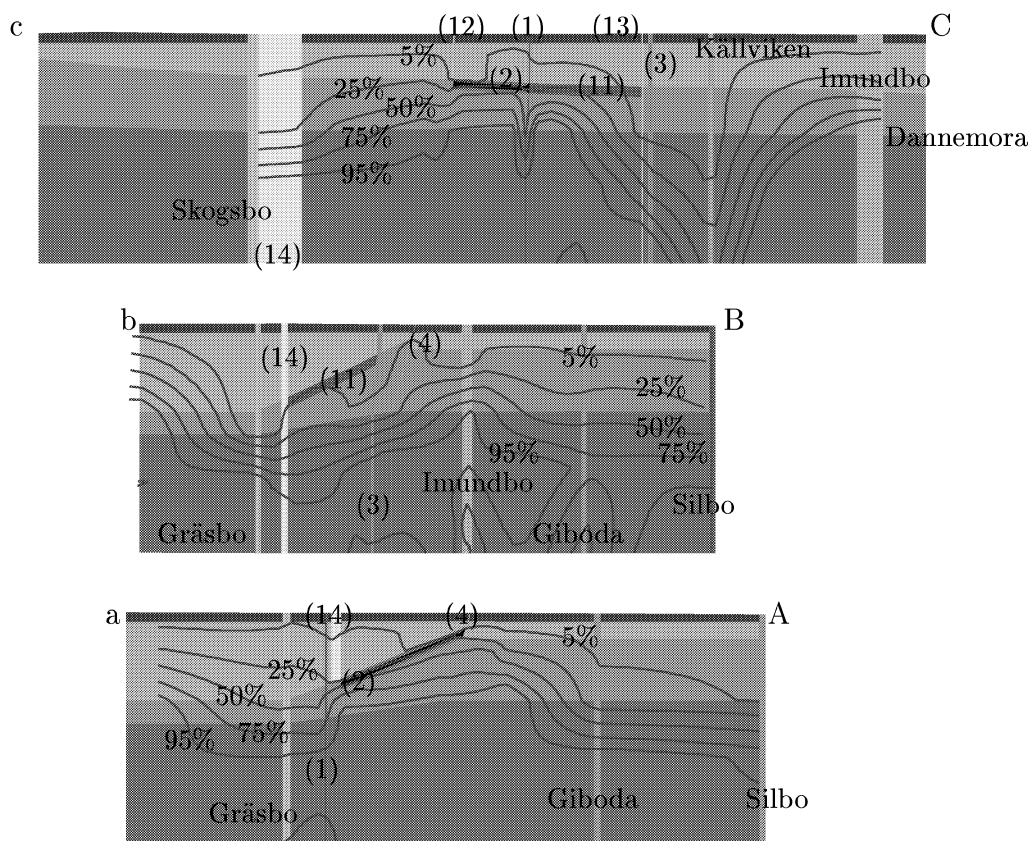 c (12) (1) (13) C
5% (3) Källviken
25% (2) (11) Imundbo
50%
75% Dannemora
95%
Skogsbo
(14)
b B
(14) (4) 5%
(11) 25%
50%
95% 75%
Imundbo
(3) Silbo
Gräsbo Giboda
a (14) (4) A
5%
25% (2)
50%
95% 75%
(1)
Gräsbo Giboda Silbo